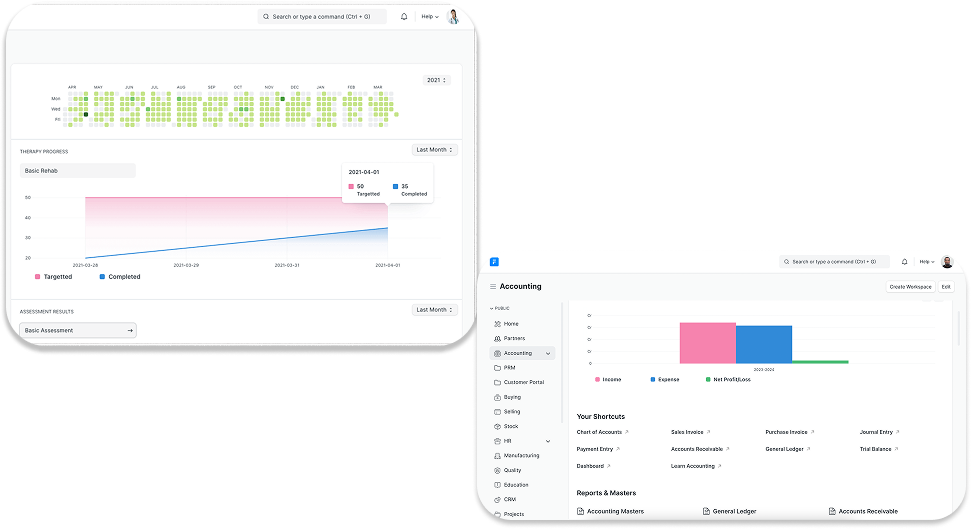 Search or type a command (Ctrl + G)
Help
2021
APR MAY JUN JUL AUG SEP OCT NOV DEC JAN FEB MAR
Mon
Wed
Fri
THERAPY PROGRESS
Last Month
Basic Rehab
2021-04-01
50 35
Targetted Completed
50
40
30
20
2021-03-28 2021-03-29 2021-03-31 2021-04-01
Targetted Completed
ASSESSMENT RESULTS
Last Month
Basic Assessment
Search or type a command (Ctrl + G)
Help
Accounting
Create Workspace
Edit
PUBLIC
Home
Partners
Accounting
PRM
Customer Portal
Buying
Selling
Stock
HR
Manufacturing
Quality
Education
CRM
Projects
0
2023-2024
Income Expense Net Profit/Loss
Your Shortcuts
Chart of Accounts Sales Invoice Purchase Invoice Journal Entry
Payment Entry Accounts Receivable General Ledger Trial Balance
Dashboard Learn Accounting
Reports & Masters
Accounting Masters General Ledger Accounts Receivable